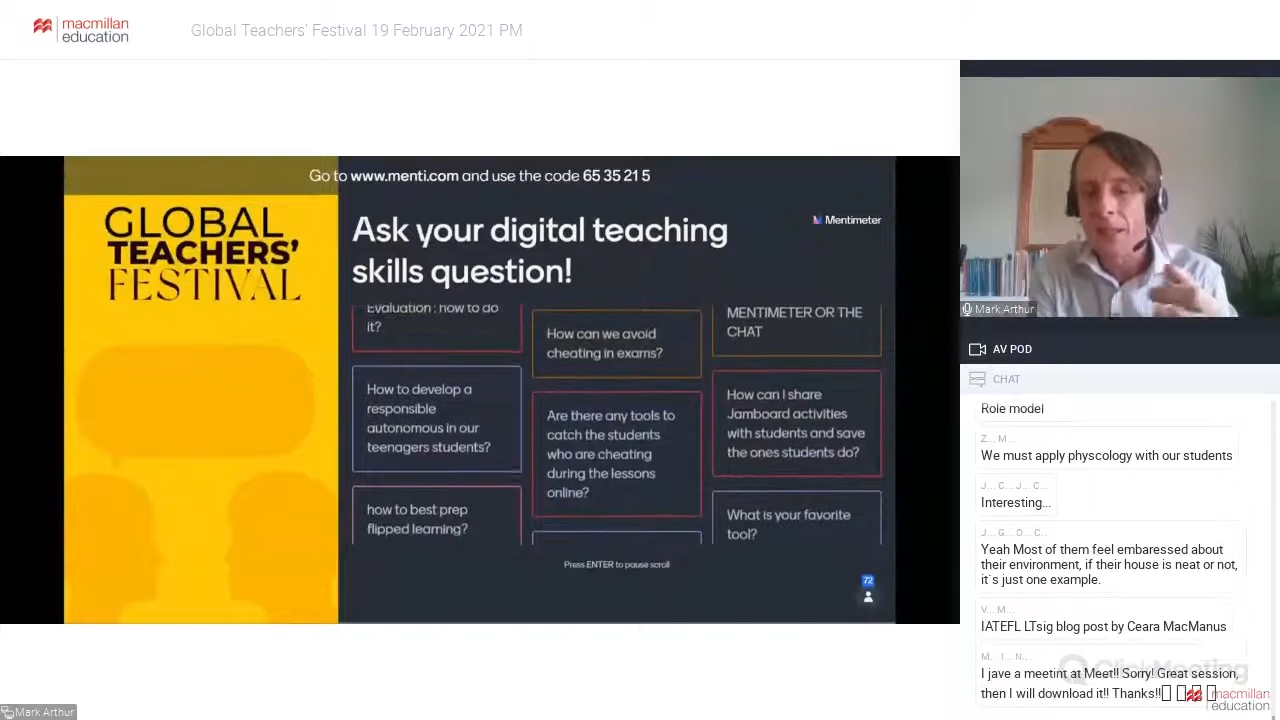 macmillan
education
Global Teachers' Festival 19 February 2021 PM
Go to www.menti.com and use the code 65 35 21 5
GLOBAL
TEACHERS'
FESTIVAL
Ask your digital teaching
skills question!
Mentimeter
Evaluation : how to do
it?
How to develop a
responsible
autonomous in our
teenagers students?
how to best prep
flipped learning?
How can we avoid
cheating in exams?
Are there any tools to
catch the students
who are cheating
during the lessons
online?
MENTIMETER OR THE
CHAT
How can I share
Jamboard activities
with students and save
the ones students do?
What is your favorite
tool?
Press ENTER to pause scroll
72
Mark Arthur
Mark Arthur
AV POD
CHAT
Role model
Z... M...
We must apply physcology with our students
J... C... J... C...
Interesting...
J... G... O... C...
Yeah Most of them feel embaressed about
their environment, if their house is neat or not,
it´s just one example.
V... M...
IATEFL LTsig blog post by Ceara MacManus
M... I... N...
I jave a meetint at Meet!! Sorry! Great session,
then I will download it!! Thanks!!
ClickMeeting
macmillan
education